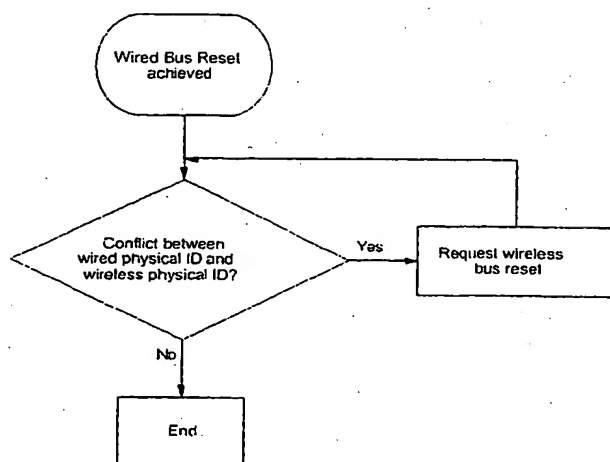 Wired Bus Reset
achieved
Conflict between
wired physical ID and
wireless physical ID?
Yes
Request wireless
bus reset
No
End